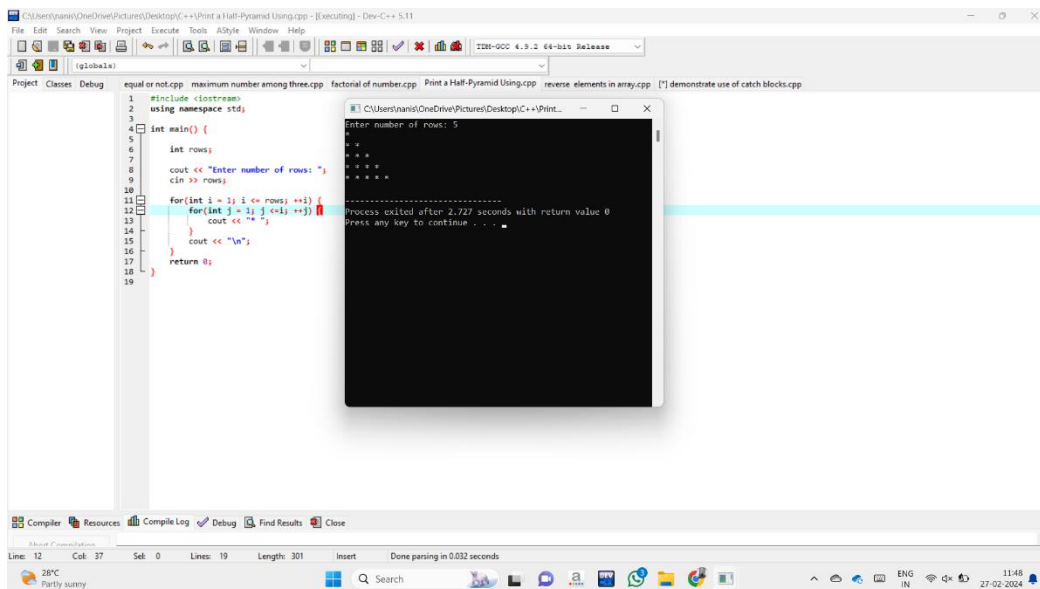 C:\Users\nanis\OneDrive\Pictures\Desktop\C++\Print a Half-Pyramid Using.cpp - [Executing] - Dev-C++ 5.11
File Edit Search View Project Execute Tools AStyle Window Help
TDM-GCC 4.9.2 64-bit Release
(globals)
Project Classes Debug equal or not.cpp maximum number among three.cpp factorial of number.cpp Print a Half-Pyramid Using.cpp reverse elements in array.cpp [*] demonstrate use of catch blocks.cpp
1 #include <iostream>
2 using namespace std;
3
4 int main() {
5
6 int rows;
7
8 cout << "Enter number of rows: ";
9 cin >> rows;
10
11 for(int i = 1; i <= rows; ++i) {
12 for(int j = 1; j <=i; ++j) {
13 cout << "* ";
14 }
15 cout << "\n";
16 }
17 return 0;
18 }
19
C:\Users\nanis\OneDrive\Pictures\Desktop\C++\Print...
Enter number of rows: 5
*
* *
* * *
* * * *
* * * * *
--------------------------------
Process exited after 2.727 seconds with return value 0
Press any key to continue . . .
Compiler Resources Compile Log Debug Find Results Close
Abort Compilation
Line: 12 Col: 37 Sel: 0 Lines: 19 Length: 301 Insert Done parsing in 0.032 seconds
28°C
Partly sunny
Search
ENG
IN
11:48
27-02-2024